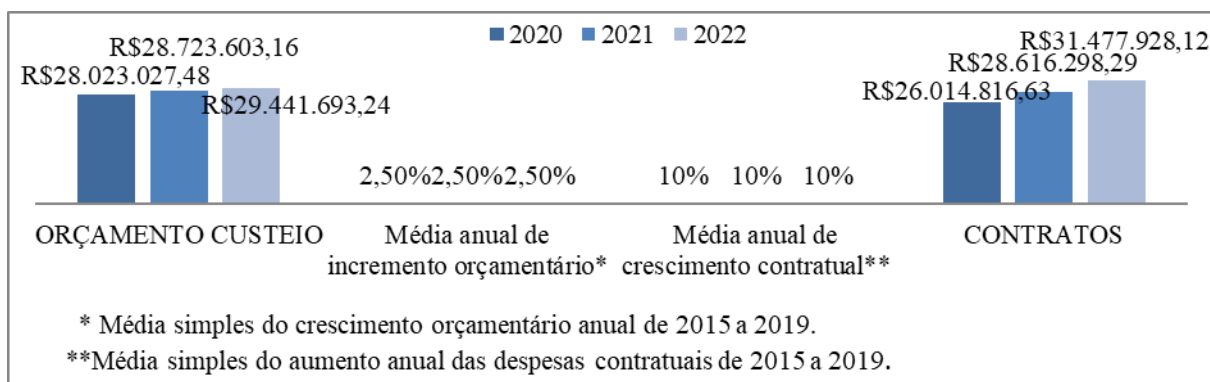 2020 2021 2022
R$28.023.027,48
R$28.723.603,16
R$29.441.693,24
2,50% 2,50% 2,50%
10% 10% 10%
R$26.014.816,63
R$28.616.298,29
R$31.477.928,12
ORÇAMENTO CUSTEIO
Média anual de
incremento orçamentário*
Média anual de
crescimento contratual**
CONTRATOS
* Média simples do crescimento orçamentário anual de 2015 a 2019.
**Média simples do aumento anual das despesas contratuais de 2015 a 2019.